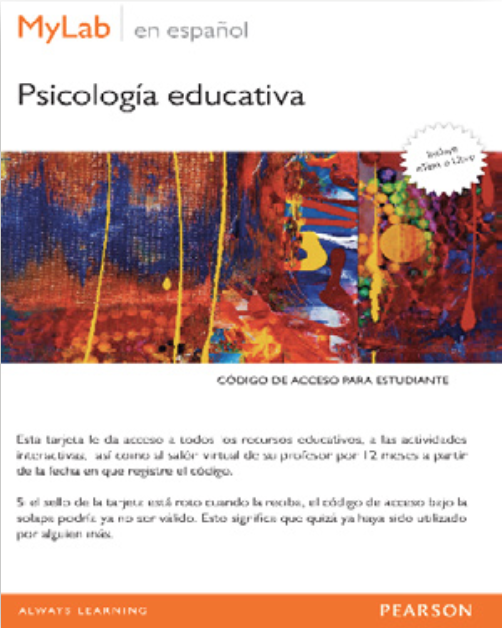 MyLab en español
Psicología educativa
Incluye
eText o Libro
CÓDIGO DE ACCESO PARA ESTUDIANTE
Esta tarjeta le da acceso a todos los recursos educativos, a las actividades
interactivas, así como al salón virtual de su profesor por 12 meses a partir
de la fecha en que registre el código.
Si el sello de la tarjeta está roto cuando la reciba, el código de acceso bajo la
solapa podría ya no ser válido. Esto significa que quizá ya haya sido utilizado
por alguien más.
ALWAYS LEARNING
PEARSON